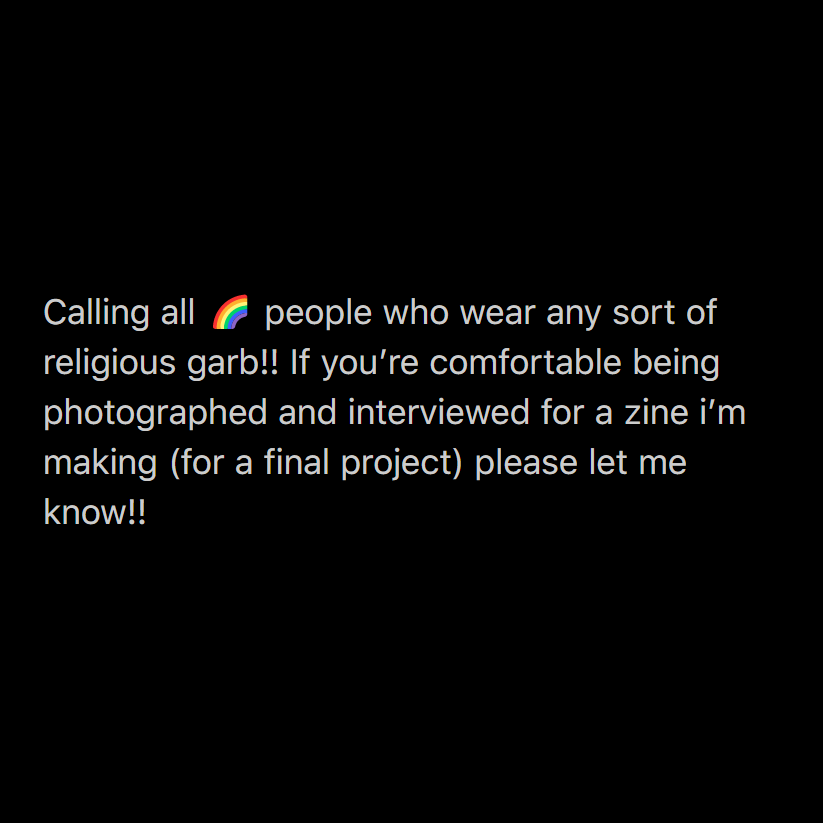 Calling all 🌈 people who wear any sort of
religious garb!! If you’re comfortable being
photographed and interviewed for a zine i’m
making (for a final project) please let me
know!!